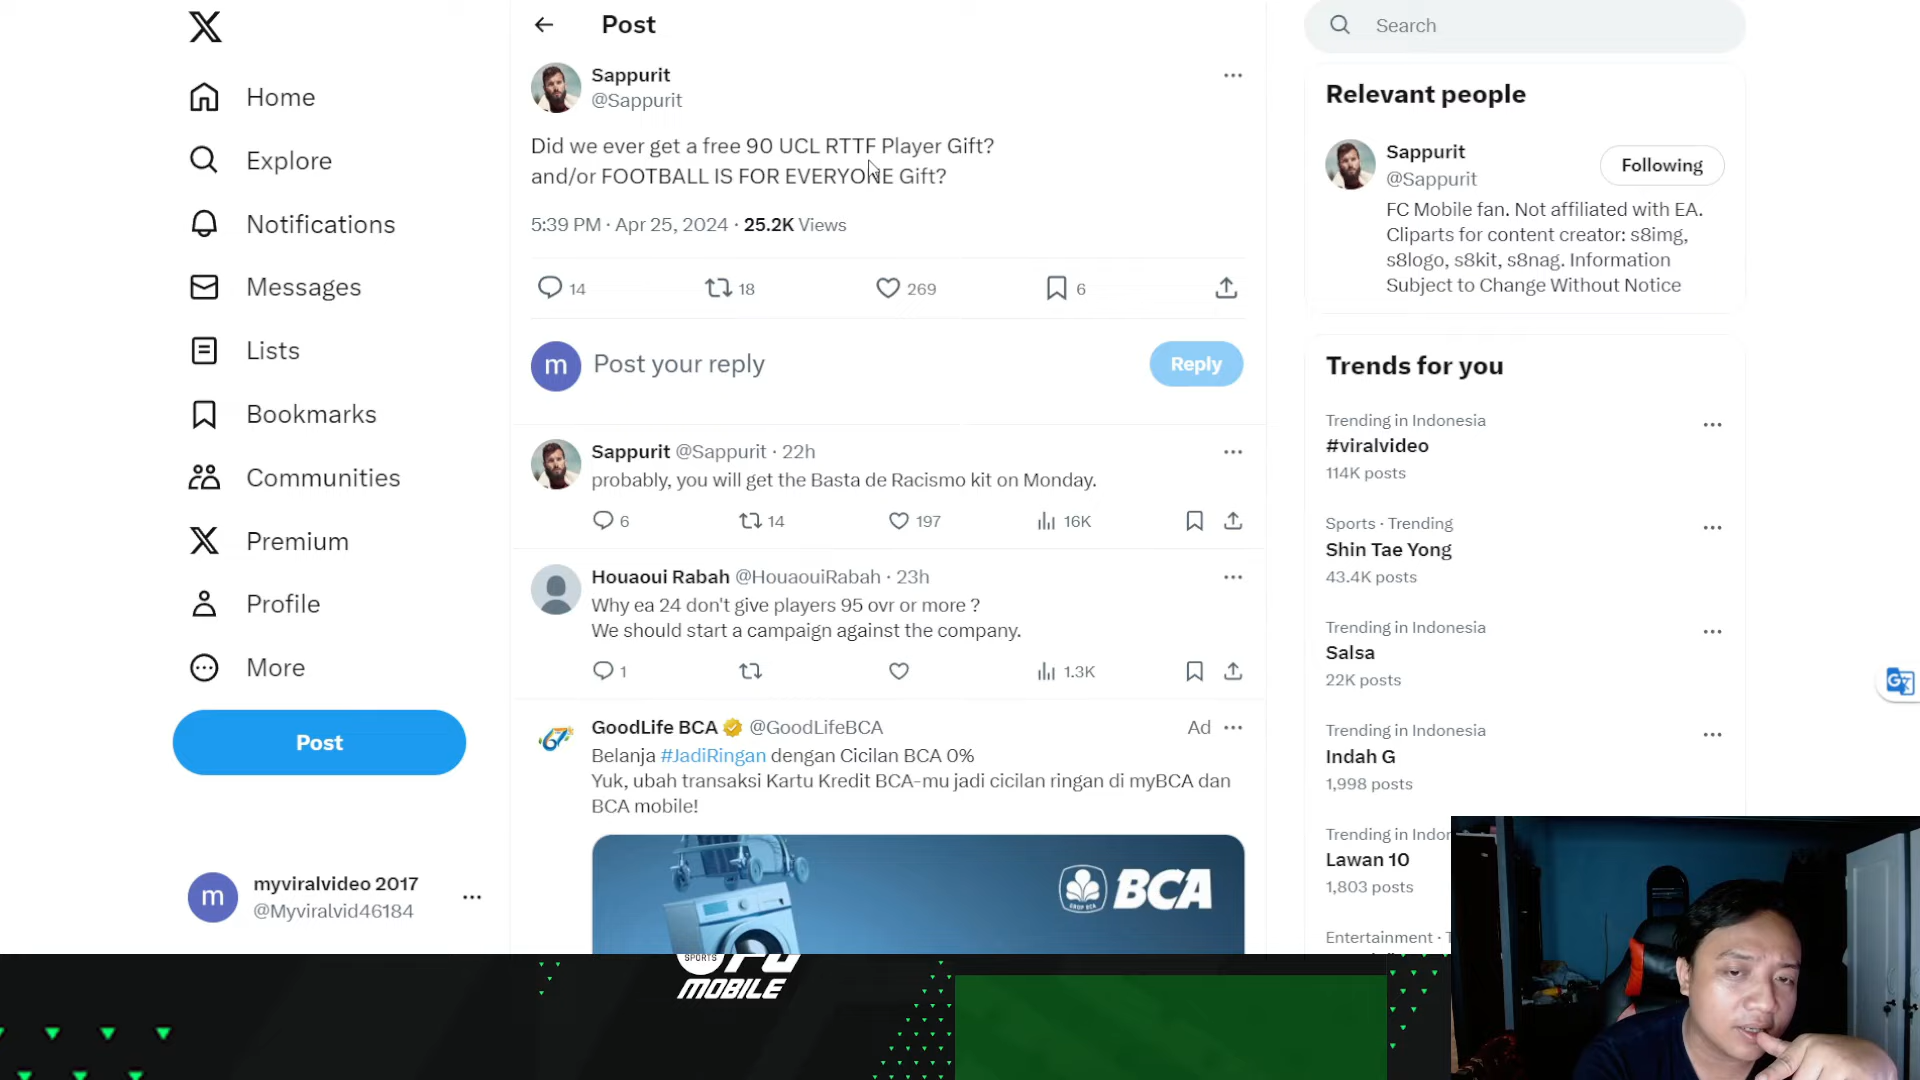 Home
Explore
Notifications
Messages
Lists
Bookmarks
Communities
Premium
Profile
More
Post
m
myviralvideo 2017
@Myviralvid46184
Post
Sappurit
@Sappurit
Did we ever get a free 90 UCL RTTF Player Gift?
and/or FOOTBALL IS FOR EVERYONE Gift?
5:39 PM · Apr 25, 2024 · 25.2K Views
14 18 269 6
m Post your reply Reply
Sappurit @Sappurit · 22h
probably, you will get the Basta de Racismo kit on Monday.
6 14 197 16K
Houaoui Rabah @HouaouiRabah · 23h
Why ea 24 don't give players 95 ovr or more ?
We should start a campaign against the company.
1 1.3K
GoodLife BCA @GoodLifeBCA Ad
Belanja #JadiRingan dengan Cicilan BCA 0%
Yuk, ubah transaksi Kartu Kredit BCA-mu jadi cicilan ringan di myBCA dan
BCA mobile!
BCA
SPORTS
MOBILE
Search
Relevant people
Sappurit
@Sappurit
Following
FC Mobile fan. Not affiliated with EA.
Cliparts for content creator: s8img,
s8logo, s8kit, s8nag. Information
Subject to Change Without Notice
Trends for you
Trending in Indonesia
#viralvideo
114K posts
Sports · Trending
Shin Tae Yong
43.4K posts
Trending in Indonesia
Salsa
22K posts
Trending in Indonesia
Indah G
1,998 posts
Trending in Indor
Lawan 10
1,803 posts
Entertainment · T